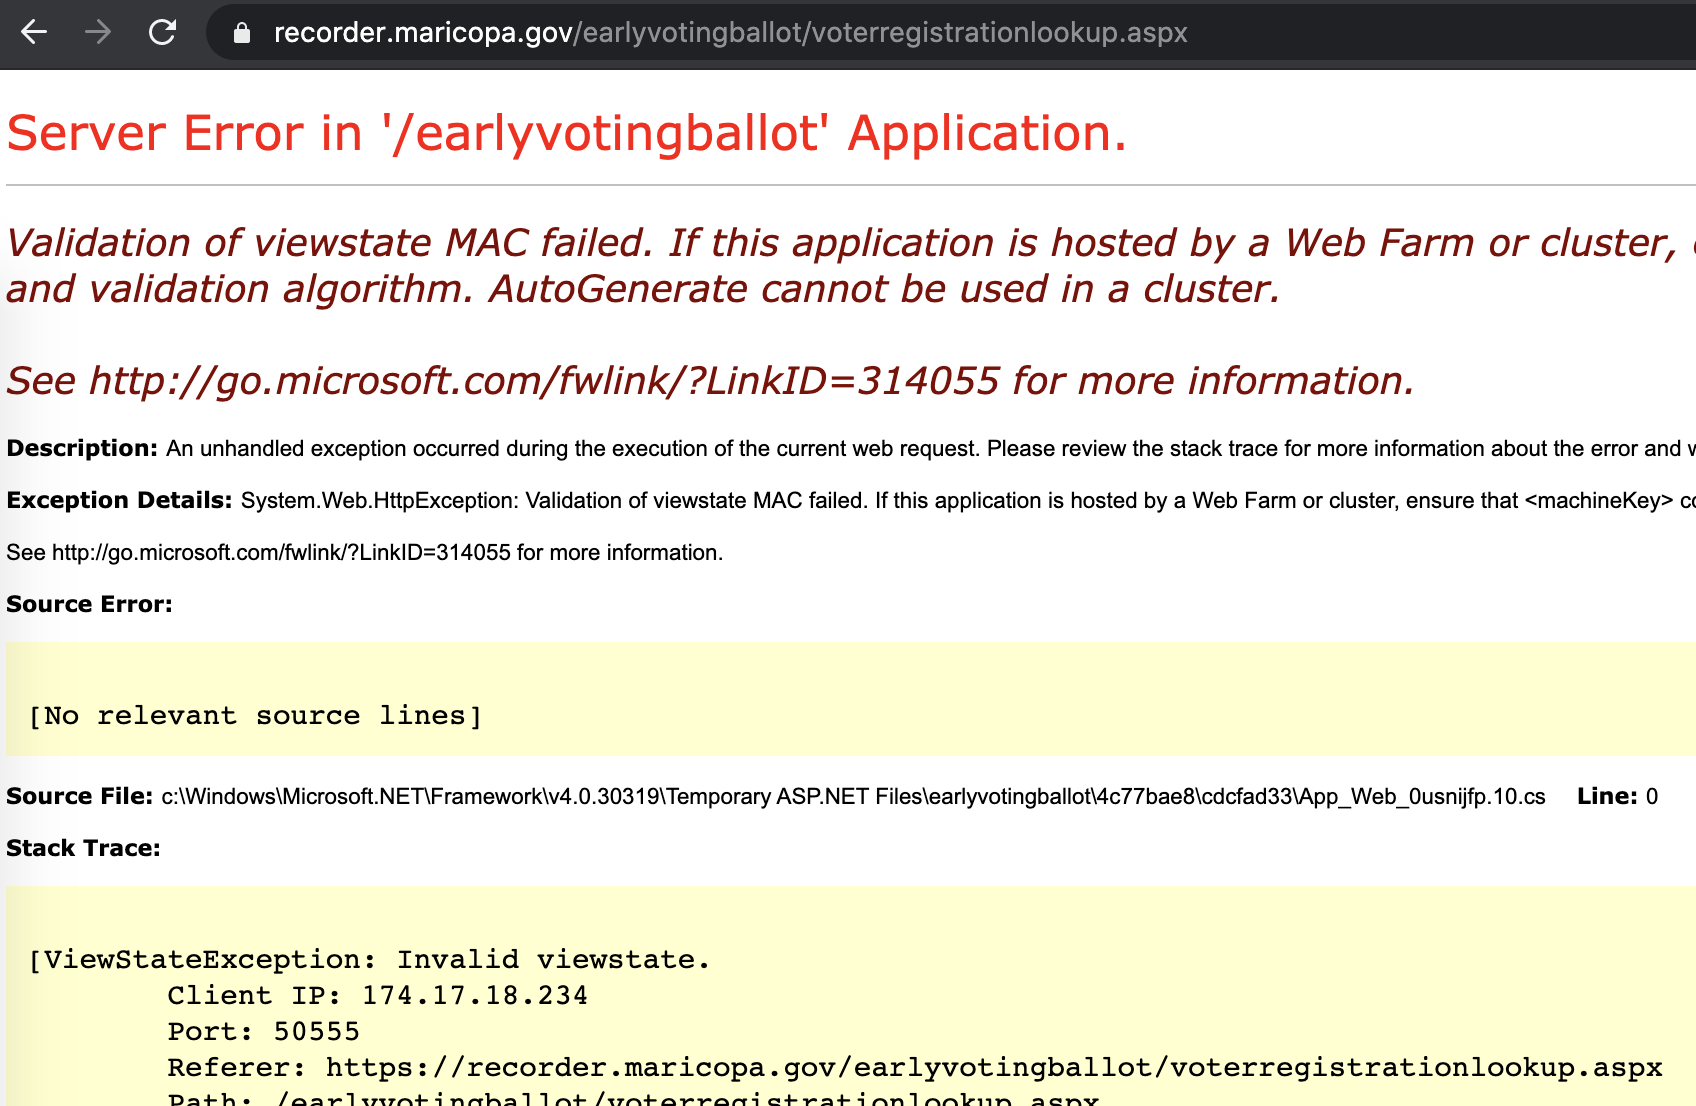 recorder.maricopa.gov/earlyvotingballot/voterregistrationlookup.aspx
Server Error in '/earlyvotingballot' Application.
Validation of viewstate MAC failed. If this application is hosted by a Web Farm or cluster,
and validation algorithm. AutoGenerate cannot be used in a cluster.
See http://go.microsoft.com/fwlink/?LinkID=314055 for more information.
Description: An unhandled exception occurred during the execution of the current web request. Please review the stack trace for more information about the error and
Exception Details: System.Web.HttpException: Validation of viewstate MAC failed. If this application is hosted by a Web Farm or cluster, ensure that <machineKey>
See http://go.microsoft.com/fwlink/?LinkID=314055 for more information.
Source Error:
[No relevant source lines]
Source File: c:\Windows\Microsoft.NET\Framework\v4.0.30319\Temporary ASP.NET Files\earlyvotingballot\4c77bae8\cdcfad33\App_Web_0usnijfp.10.cs Line: 0
Stack Trace:
[ViewStateException: Invalid viewstate.
Client IP: 174.17.18.234
Port: 50555
Referer: https://recorder.maricopa.gov/earlyvotingballot/voterregistrationlookup.aspx
Path: /earlyvotingballot/voterregistrationlookup.aspx